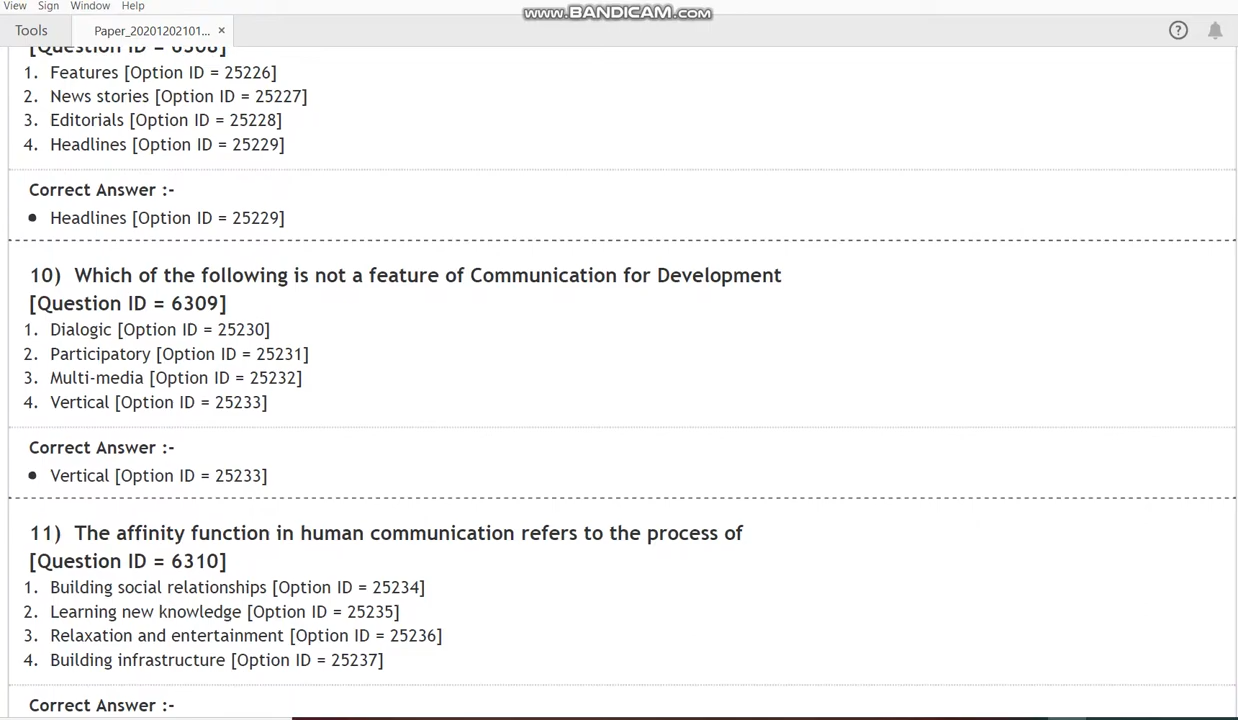 View Sign Window Help
www.BANDICAM.com
Tools Paper_20201202101... ×
[Question ID = 6308]
1. Features [Option ID = 25226]
2. News stories [Option ID = 25227]
3. Editorials [Option ID = 25228]
4. Headlines [Option ID = 25229]
Correct Answer :-
• Headlines [Option ID = 25229]
10) Which of the following is not a feature of Communication for Development
[Question ID = 6309]
1. Dialogic [Option ID = 25230]
2. Participatory [Option ID = 25231]
3. Multi-media [Option ID = 25232]
4. Vertical [Option ID = 25233]
Correct Answer :-
• Vertical [Option ID = 25233]
11) The affinity function in human communication refers to the process of
[Question ID = 6310]
1. Building social relationships [Option ID = 25234]
2. Learning new knowledge [Option ID = 25235]
3. Relaxation and entertainment [Option ID = 25236]
4. Building infrastructure [Option ID = 25237]
Correct Answer :-